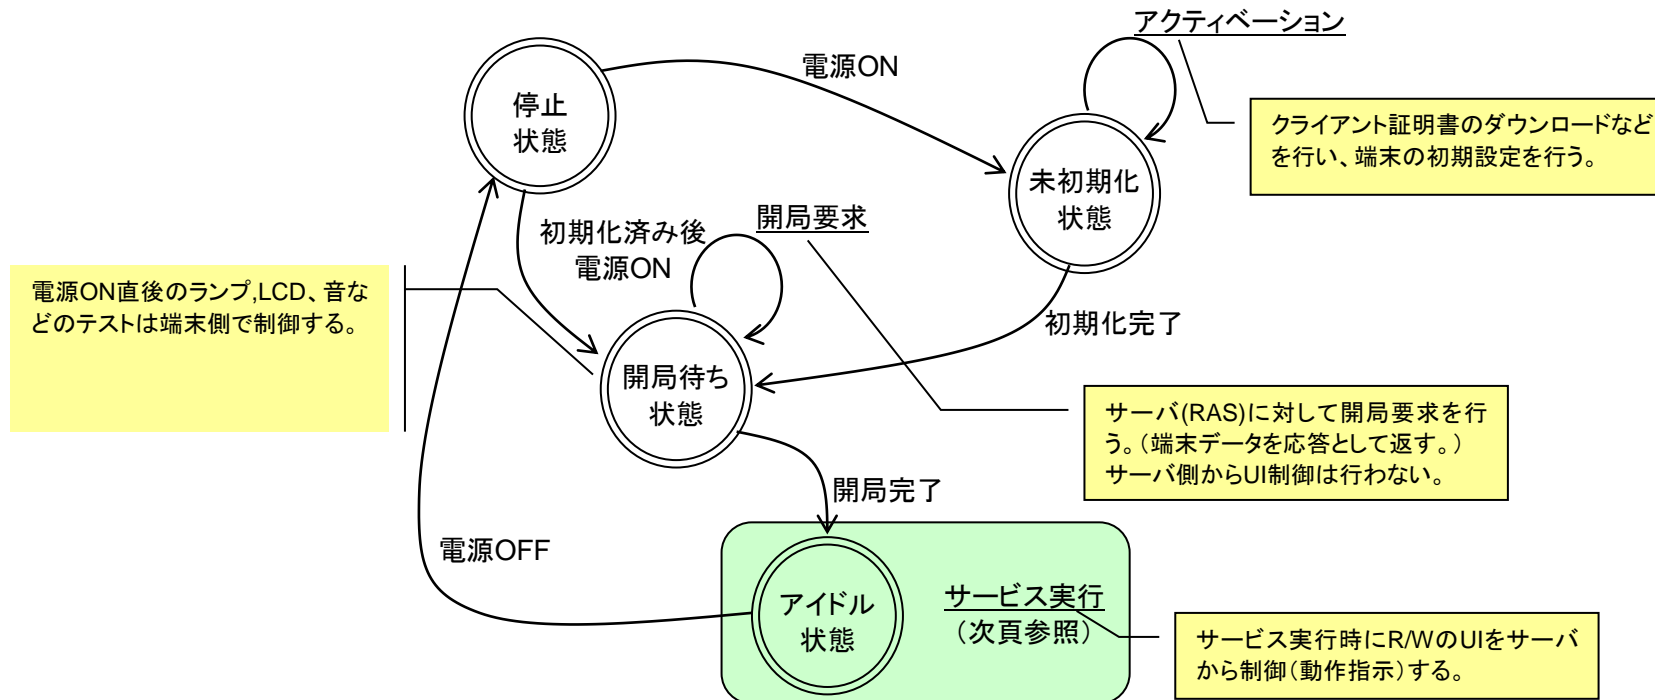 アクティベーション
電源ON
停止
状態
クライアント証明書のダウンロードなど
を行い、端末の初期設定を行う。
未初期化
状態
開局要求
初期化済み後
電源ON
電源ON直後のランプ,LCD、音な
どのテストは端末側で制御する。
初期化完了
開局待ち
状態
サーバ(RAS)に対して開局要求を行
う。（端末データを応答として返す。）
サーバ側からUI制御は行わない。
開局完了
電源OFF
アイドル
状態
サービス実行
（次頁参照）
サービス実行時にR/WのUIをサーバ
から制御（動作指示）する。